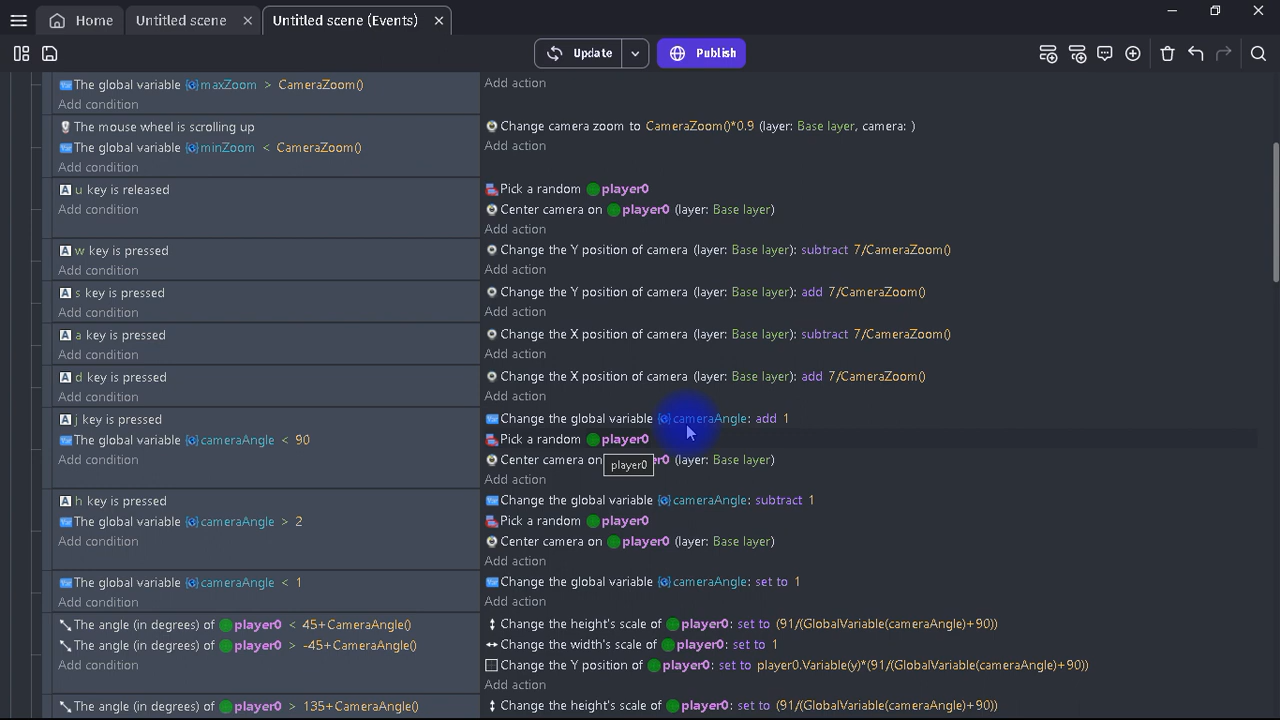 Home
Untitled scene
Untitled scene (Events)
Update
Publish
The global variable maxZoom > CameraZoom()
Add condition
Add action
The mouse wheel is scrolling up
The global variable minZoom < CameraZoom()
Add condition
Change camera zoom to CameraZoom()*0.9 (layer: Base layer, camera: )
Add action
u key is released
Add condition
Pick a random player0
Center camera on player0 (layer: Base layer)
Add action
w key is pressed
Add condition
Change the Y position of camera (layer: Base layer): subtract 7/CameraZoom()
Add action
s key is pressed
Add condition
Change the Y position of camera (layer: Base layer): add 7/CameraZoom()
Add action
a key is pressed
Add condition
Change the X position of camera (layer: Base layer): subtract 7/CameraZoom()
Add action
d key is pressed
Add condition
Change the X position of camera (layer: Base layer): add 7/CameraZoom()
Add action
j key is pressed
The global variable cameraAngle < 90
Add condition
Change the global variable cameraAngle: add 1
Pick a random player0
Center camera on r0 (layer: Base layer)
player0
Add action
h key is pressed
The global variable cameraAngle > 2
Add condition
Change the global variable cameraAngle: subtract 1
Pick a random player0
Center camera on player0 (layer: Base layer)
Add action
The global variable cameraAngle < 1
Add condition
Change the global variable cameraAngle: set to 1
Add action
The angle (in degrees) of player0 < 45+CameraAngle()
The angle (in degrees) of player0 > -45+CameraAngle()
Add condition
Change the height's scale of player0: set to (91/(GlobalVariable(cameraAngle)+90))
Change the width's scale of player0: set to 1
Change the Y position of player0: set to player0.Variable(y)*(91/(GlobalVariable(cameraAngle)+90))
Add action
The angle (in degrees) of player0 > 135+CameraAngle()
Change the height's scale of player0: set to (91/(GlobalVariable(cameraAngle)+90))